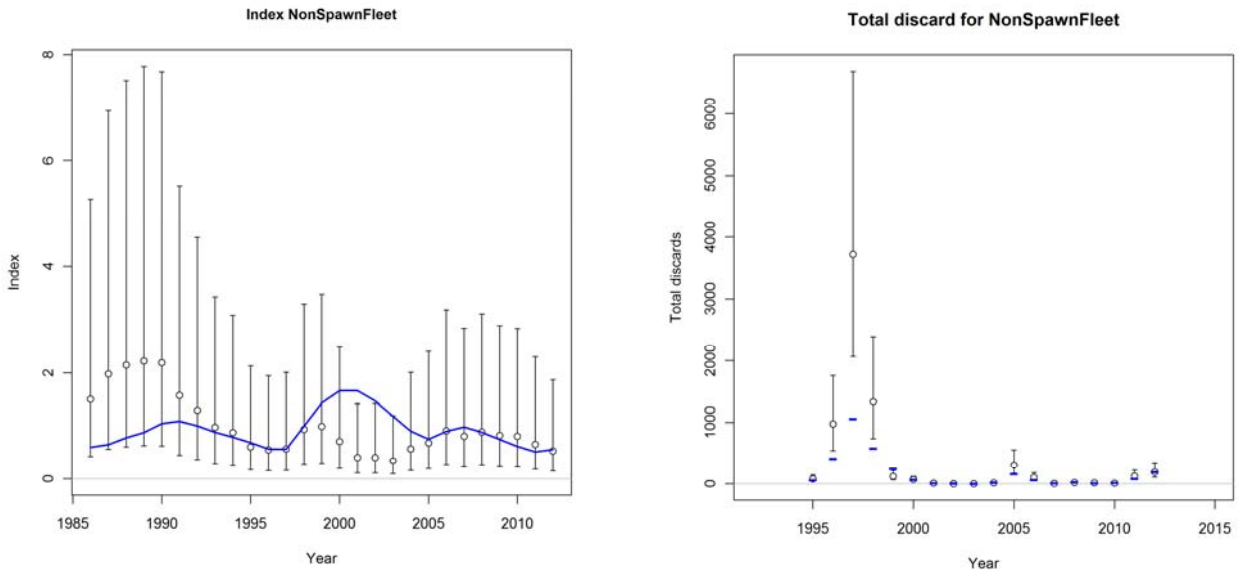 Index NonSpawnFleet
8
6
4
2
0
Index
1985 1990 1995 2000 2005 2010
Year
Total discard for NonSpawnFleet
6000
5000
4000
3000
2000
1000
0
Total discards
1995 2000 2005 2010 2015
Year